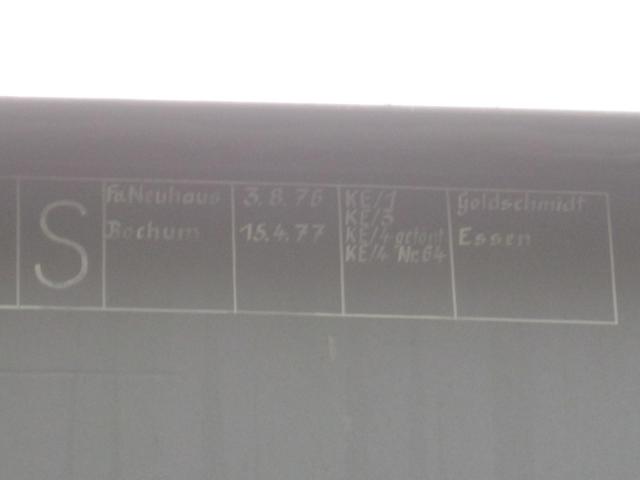 S
Fa.Neuhaus
Bochum
3.8.76
15.4.77
KE/1
KE/3
KE/4 getönt
KE/4 Nr.64
Goldschmidt
Essen